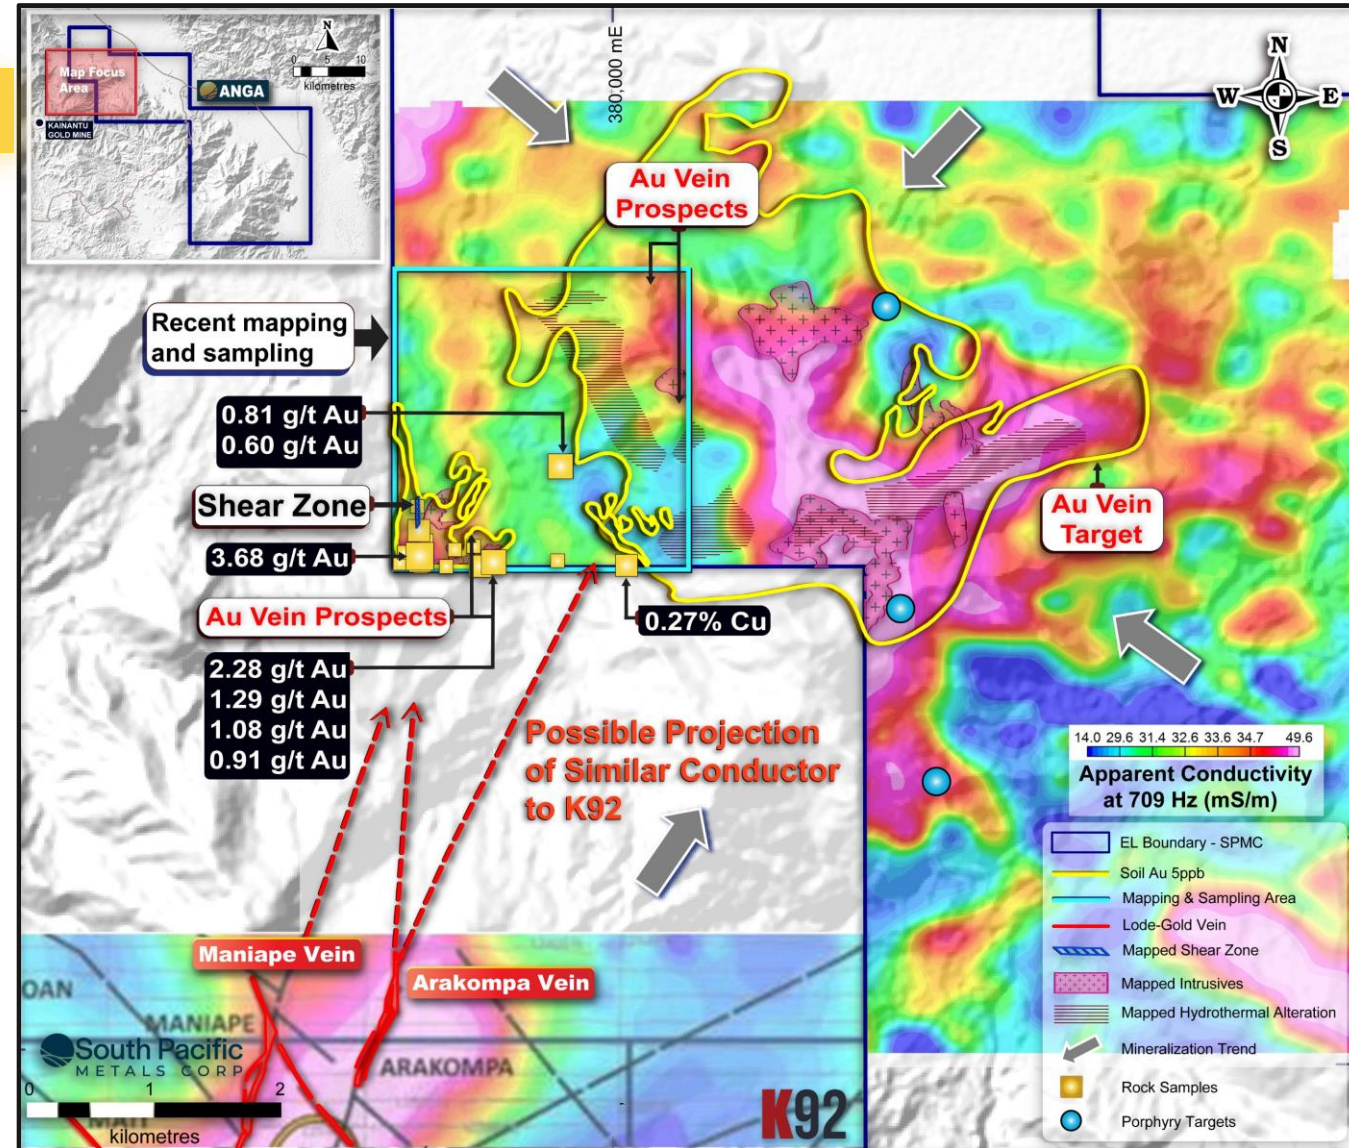 N
0 5 10
kilometres
Map Focus
Area
ANGA
KAINANTU
GOLD MINE
380,000 mE
N
W E
S
Au Vein
Prospects
Recent mapping
and sampling
0.81 g/t Au
0.60 g/t Au
Shear Zone
3.68 g/t Au
Au Vein Prospects
2.28 g/t Au
1.29 g/t Au
1.08 g/t Au
0.91 g/t Au
0.27% Cu
Au Vein
Target
Possible Projection
of Similar Conductor
to K92
14.0 29.6 31.4 32.6 33.6 34.7 49.6
Apparent Conductivity
at 709 Hz (mS/m)
EL Boundary - SPMC
Soil Au 5ppb
Mapping & Sampling Area
Lode-Gold Vein
Mapped Shear Zone
Mapped Intrusives
Mapped Hydrothermal Alteration
Mineralization Trend
Rock Samples
Porphyry Targets
Maniape Vein
Arakompa Vein
OAN
MANIAPE
ARAKOMPA
South Pacific
METALS CORP
0 1 2
kilometres
K92